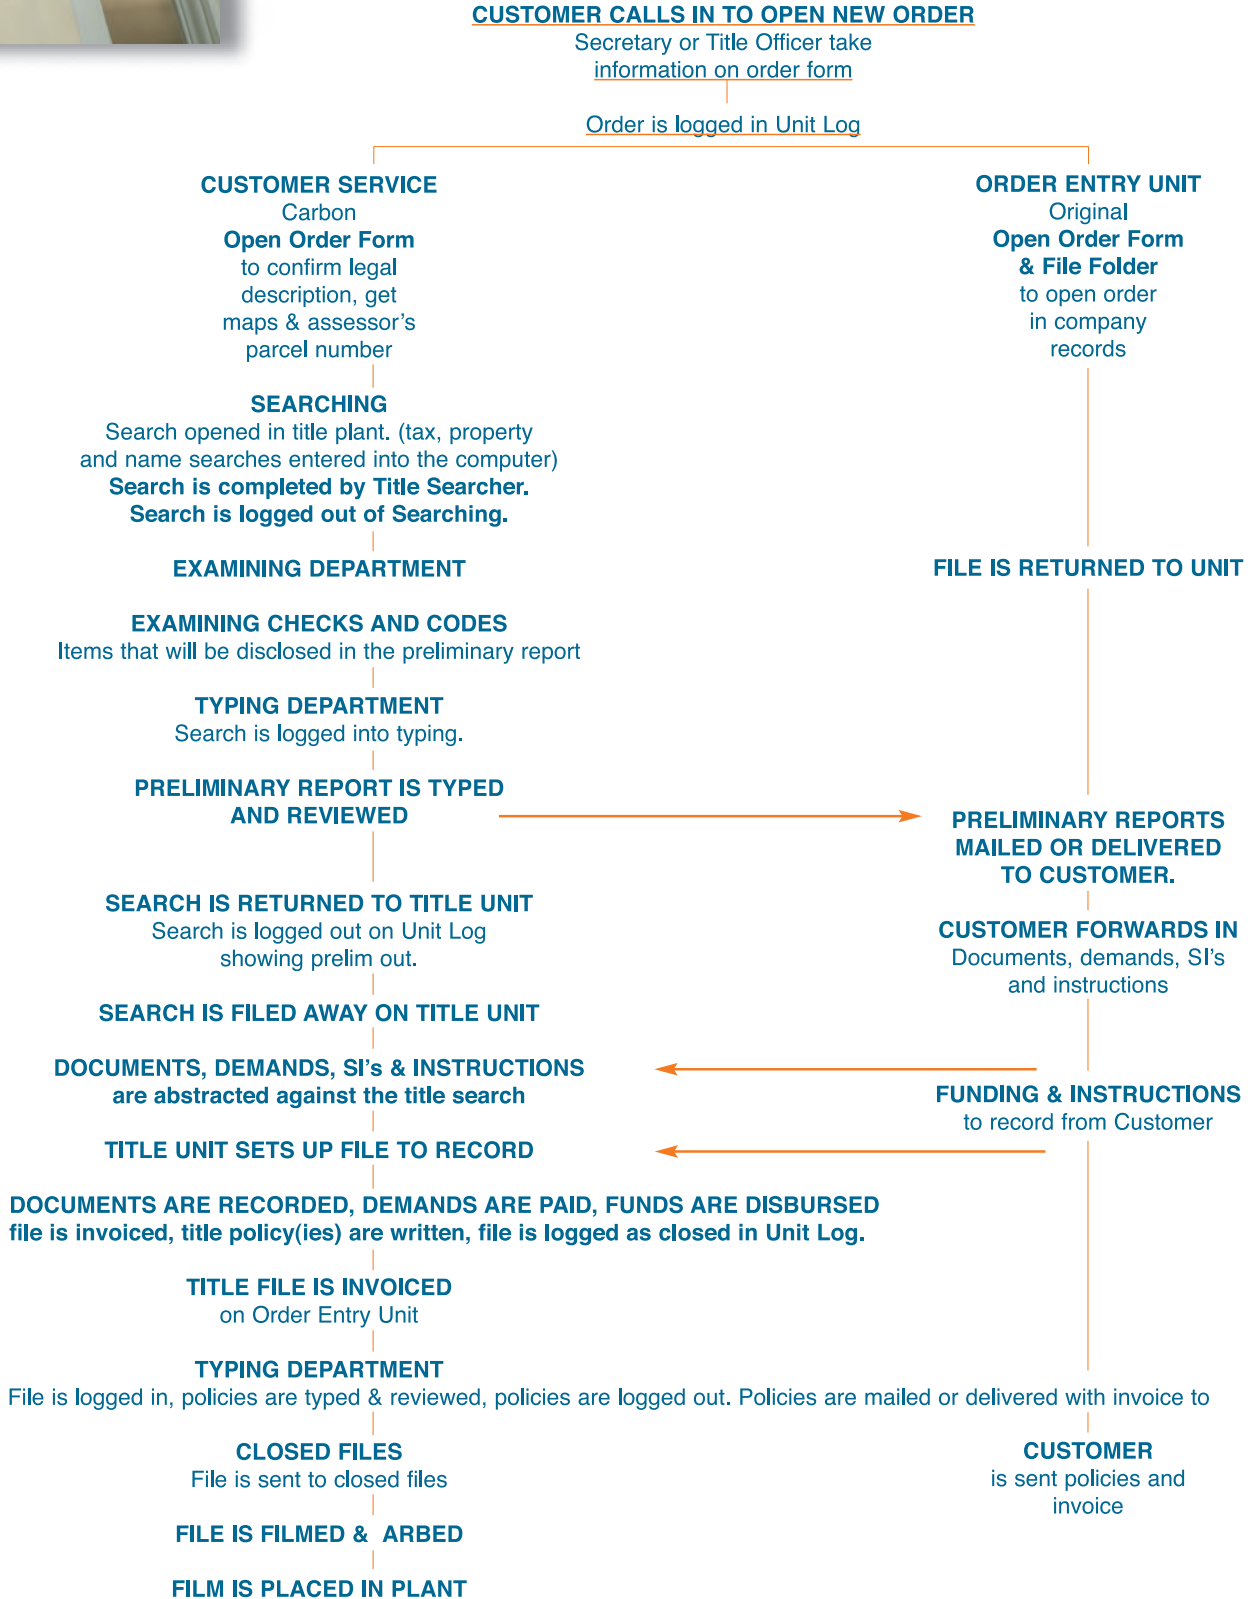 CUSTOMER CALLS IN TO OPEN NEW ORDER
Secretary or Title Officer take
information on order form
Order is logged in Unit Log
CUSTOMER SERVICE
Carbon
Open Order Form
to confirm legal
description, get
maps & assessor's
parcel number
ORDER ENTRY UNIT
Original
Open Order Form
& File Folder
to open order
in company
records
SEARCHING
Search opened in title plant. (tax, property
and name searches entered into the computer)
Search is completed by Title Searcher.
Search is logged out of Searching.
EXAMINING DEPARTMENT
FILE IS RETURNED TO UNIT
EXAMINING CHECKS AND CODES
Items that will be disclosed in the preliminary report
TYPING DEPARTMENT
Search is logged into typing.
PRELIMINARY REPORT IS TYPED
AND REVIEWED
PRELIMINARY REPORTS
MAILED OR DELIVERED
TO CUSTOMER.
SEARCH IS RETURNED TO TITLE UNIT
Search is logged out on Unit Log
showing prelim out.
CUSTOMER FORWARDS IN
Documents, demands, SI's
and instructions
SEARCH IS FILED AWAY ON TITLE UNIT
DOCUMENTS, DEMANDS, SI's & INSTRUCTIONS
are abstracted against the title search
FUNDING & INSTRUCTIONS
to record from Customer
TITLE UNIT SETS UP FILE TO RECORD
DOCUMENTS ARE RECORDED, DEMANDS ARE PAID, FUNDS ARE DISBURSED
file is invoiced, title policy(ies) are written, file is logged as closed in Unit Log.
TITLE FILE IS INVOICED
on Order Entry Unit
TYPING DEPARTMENT
File is logged in, policies are typed & reviewed, policies are logged out. Policies are mailed or delivered with invoice to
CLOSED FILES
File is sent to closed files
CUSTOMER
is sent policies and
invoice
FILE IS FILMED & ARBED
FILM IS PLACED IN PLANT